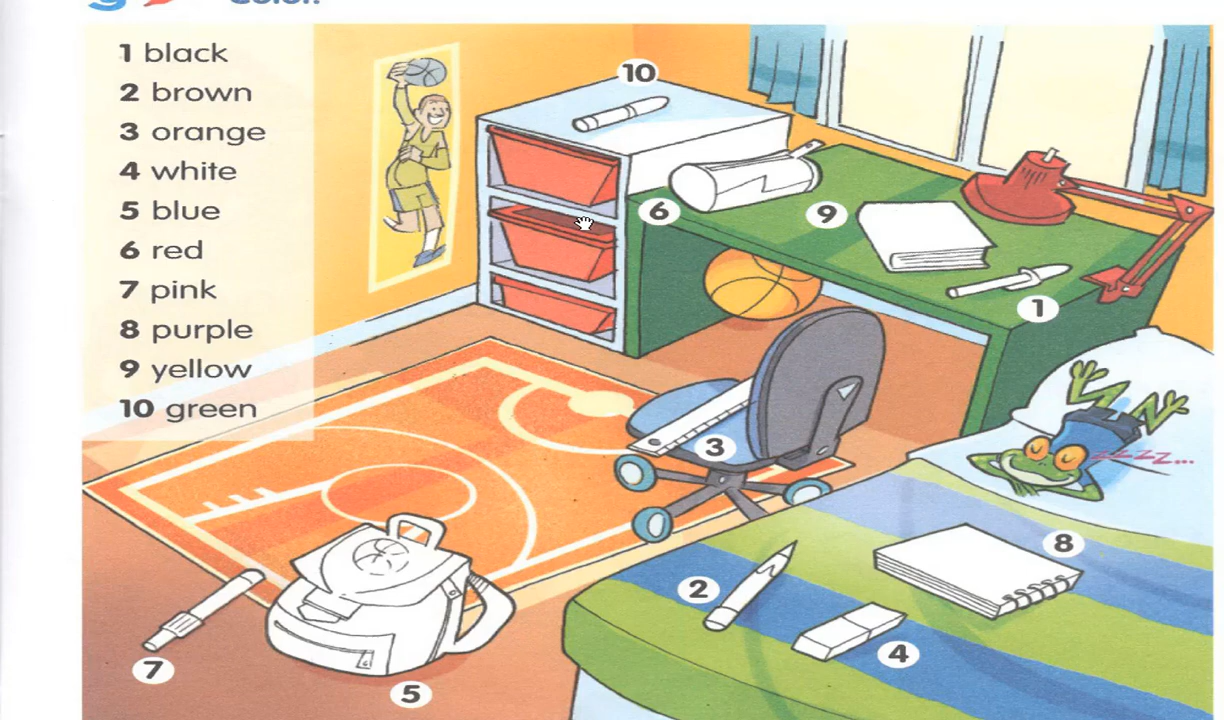 Color.
1 black
2 brown
3 orange
4 white
5 blue
6 red
7 pink
8 purple
9 yellow
10 green
10
6
9
1
3
zzzz...
8
2
4
7
5